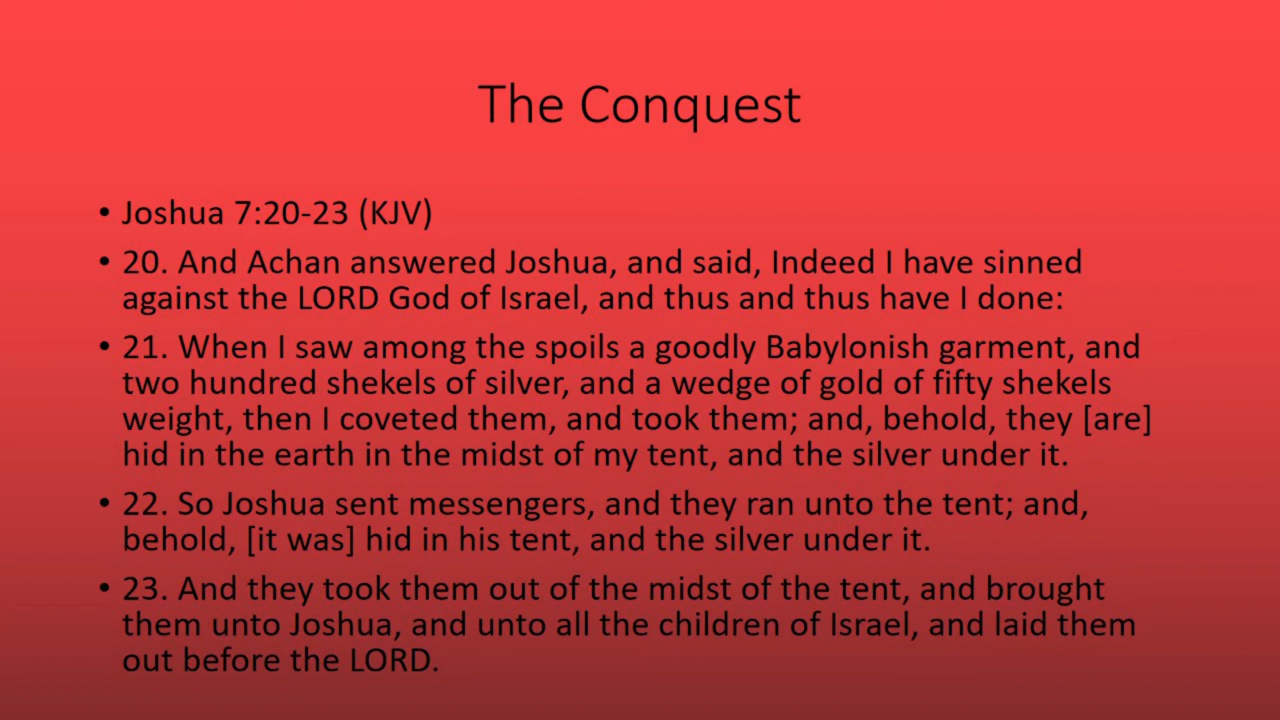 The Conquest
• Joshua 7:20-23 (KJV)
• 20. And Achan answered Joshua, and said, Indeed I have sinned
against the LORD God of Israel, and thus and thus have I done:
• 21. When I saw among the spoils a goodly Babylonish garment, and
two hundred shekels of silver, and a wedge of gold of fifty shekels
weight, then I coveted them, and took them; and, behold, they [are]
hid in the earth in the midst of my tent, and the silver under it.
• 22. So Joshua sent messengers, and they ran unto the tent; and,
behold, [it was] hid in his tent, and the silver under it.
• 23. And they took them out of the midst of the tent, and brought
them unto Joshua, and unto all the children of Israel, and laid them
out before the LORD.